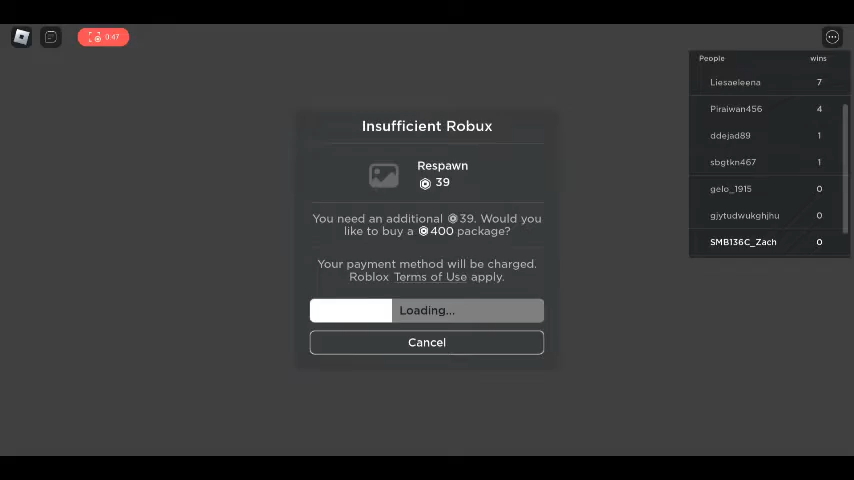 0:47
People wins
Liesaeleena 7
Piraiwan456 4
ddejad89 1
sbgtkn467 1
gelo_1915 0
gjytudwukghjhu 0
SMB136C_Zach 0
Insufficient Robux
Respawn
39
You need an additional 39. Would you
like to buy a 400 package?
Your payment method will be charged.
Roblox Terms of Use apply.
Loading...
Cancel